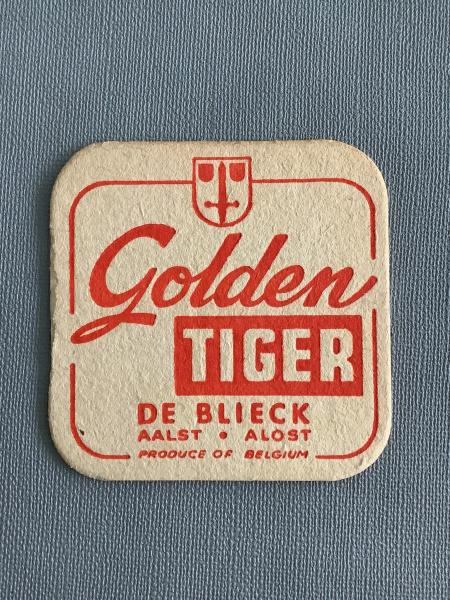 Golden
TIGER
DE BLIECK
AALST • ALOST
PRODUCE OF BELGIUM